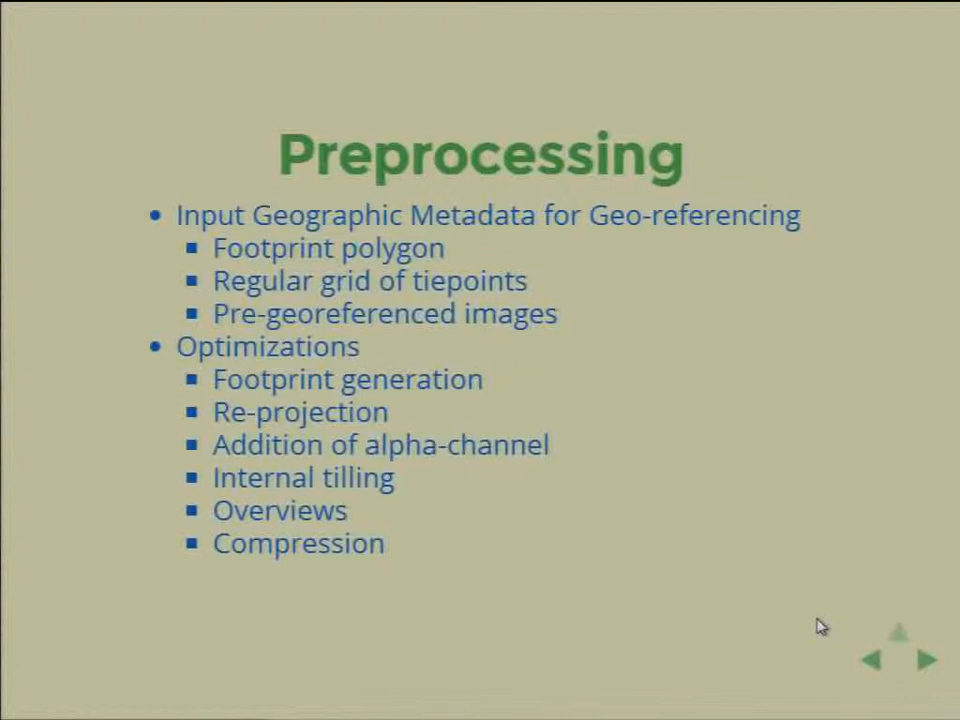 Preprocessing
Input Geographic Metadata for Geo-referencing
Footprint polygon
Regular grid of tiepoints
Pre-georeferenced images
Optimizations
Footprint generation
Re-projection
Addition of alpha-channel
Internal tilling
Overviews
Compression